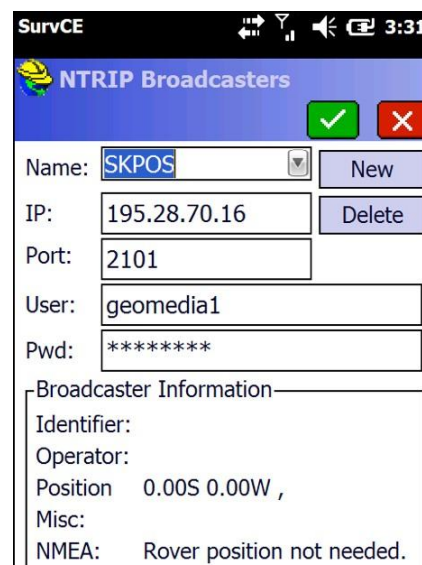 SurvCE 3:31
NTRIP Broadcasters
Name: SKPOS New
IP: 195.28.70.16 Delete
Port: 2101
User: geomedia1
Pwd: ********
Broadcaster Information
Identifier:
Operator:
Position 0.00S 0.00W ,
Misc:
NMEA: Rover position not needed.